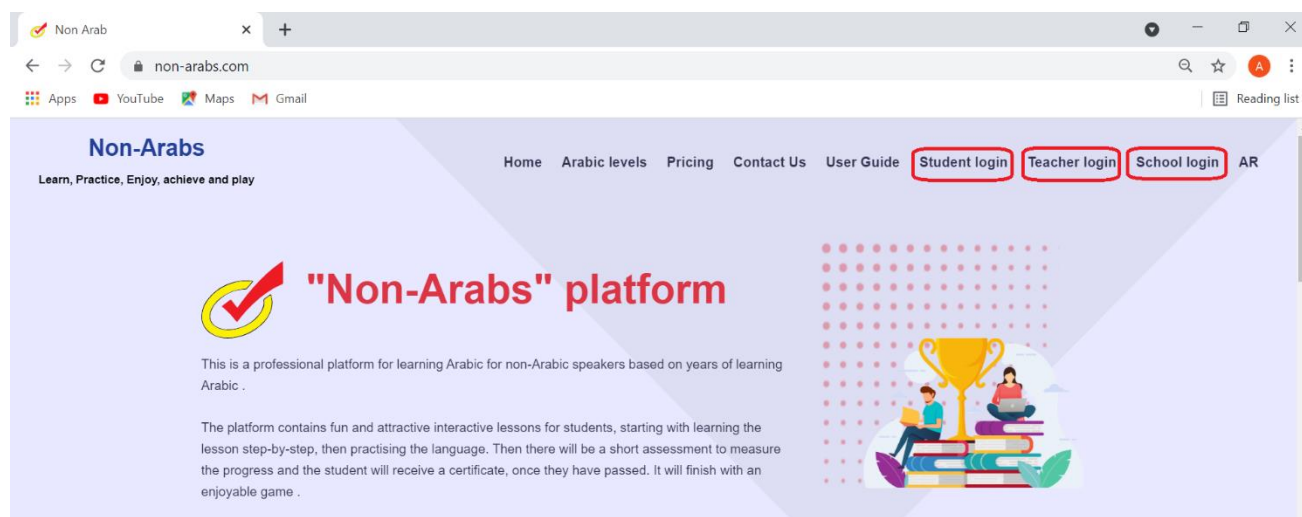 Non Arab
non-arabs.com
A
Apps YouTube Maps Gmail Reading list
Non-Arabs
Learn, Practice, Enjoy, achieve and play
Home Arabic levels Pricing Contact Us User Guide Student login Teacher login School login AR
"Non-Arabs" platform
This is a professional platform for learning Arabic for non-Arabic speakers based on years of learning
Arabic .
The platform contains fun and attractive interactive lessons for students, starting with learning the
lesson step-by-step, then practising the language. Then there will be a short assessment to measure
the progress and the student will receive a certificate, once they have passed. It will finish with an
enjoyable game .